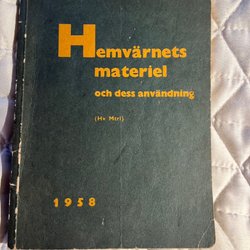 Hemvärnets
materiel
och dess användning
(Hv Mtrl)
1958